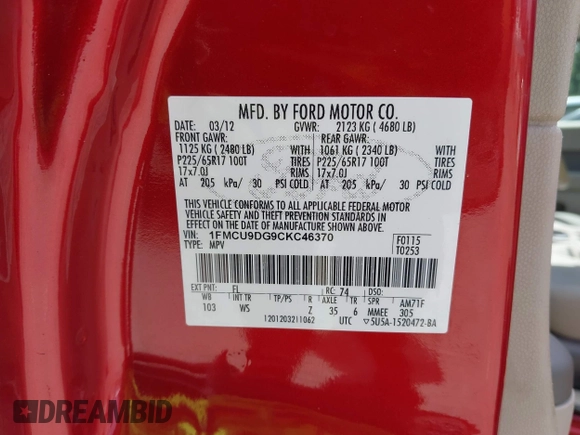 MFD. BY FORD MOTOR CO.
DATE: 03/12 GVWR: 2123 KG ( 4680 LB)
FRONT GAWR: REAR GAWR:
1125 KG ( 2480 LB) WITH 1061 KG ( 2340 LB) WITH
P225/65R17 100T TIRES P225/65R17 100T TIRES
17x7.0J RIMS 17x7.0J RIMS
AT 205 kPa/ 30 PSI COLD AT 205 kPa/ 30 PSI COLD
THIS VEHICLE CONFORMS TO ALL APPLICABLE FEDERAL MOTOR
VEHICLE SAFETY AND THEFT PREVENTION STANDARDS IN
EFFECT ON THE DATE OF MANUFACTURE SHOWN ABOVE.
VIN: 1FMCU9DG9CKC46370 F0115
TYPE: MPV T0253
EXT PNT: FL RC: 74 DSO:
WB INT TR TP/PS R AXLE TR SPR AM71F
103 WS Z 35 6 MMEE 305
1201203211062 UTC ▽5U5A-1520472-BA
DREAMBID